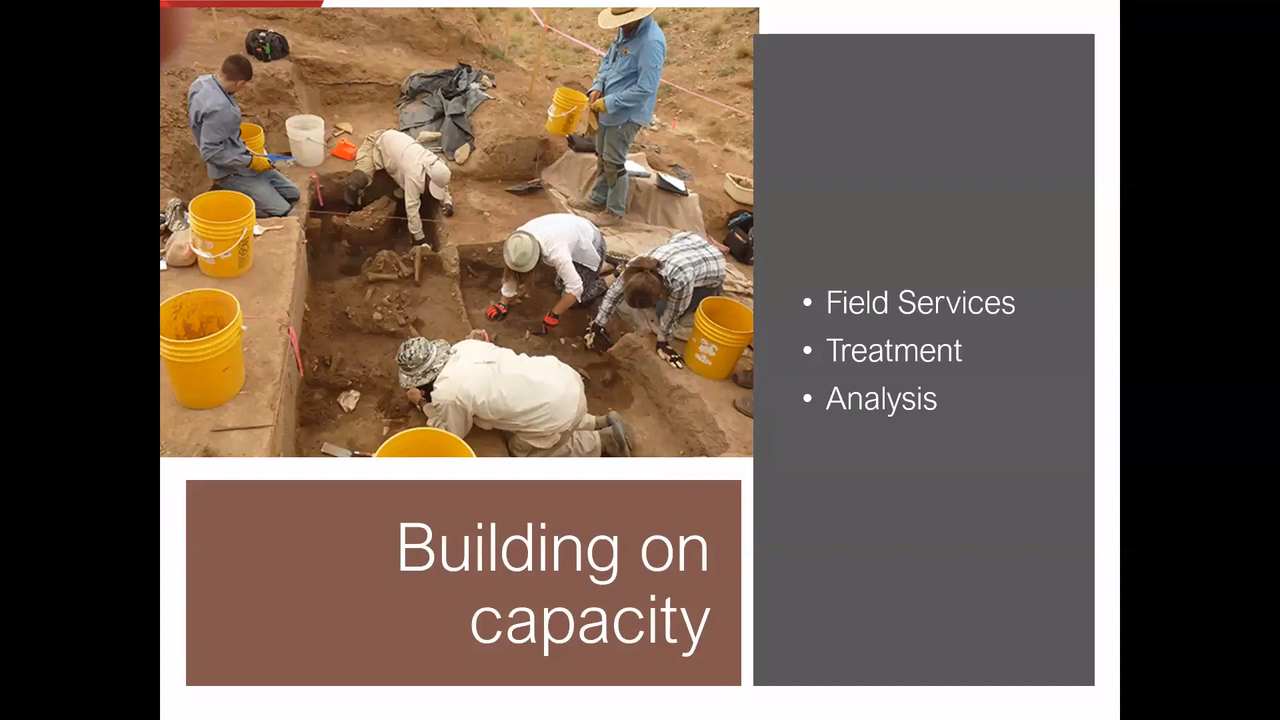 Building on
capacity
• Field Services
• Treatment
• Analysis